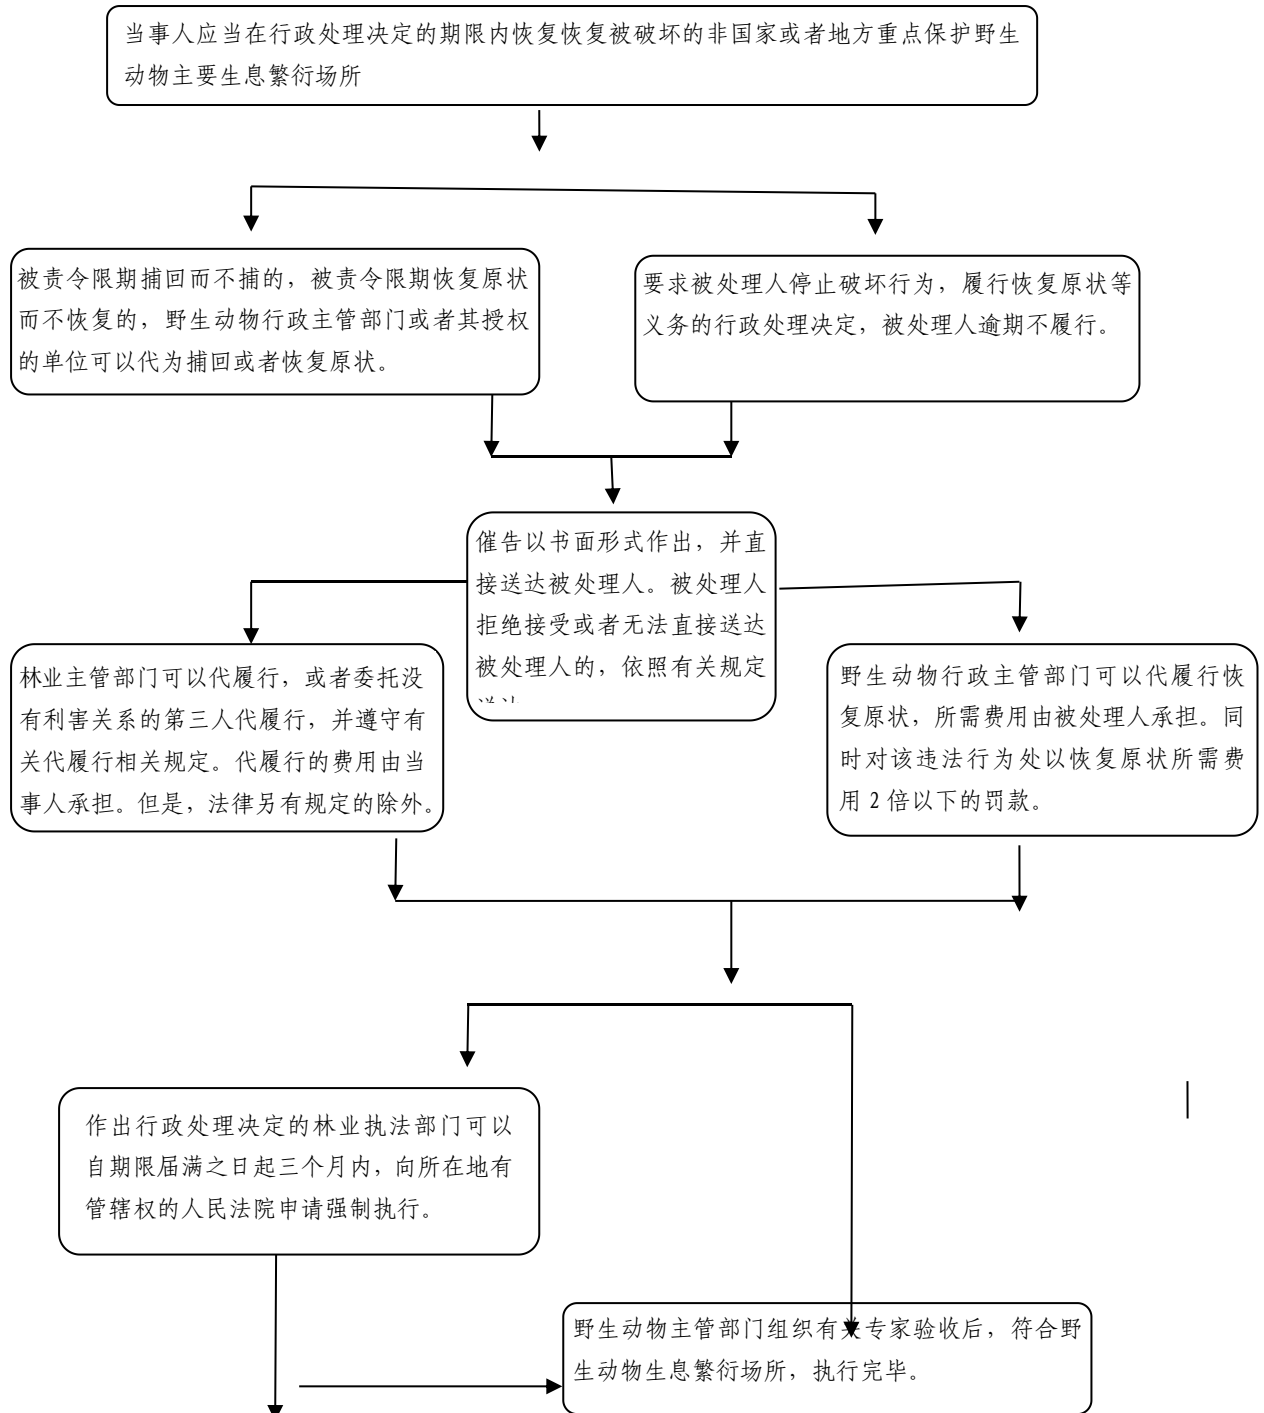 当事人应当在行政处理决定的期限内恢复恢复被破坏的非国家或者地方重点保护野生
动物主要生息繁衍场所
被责令限期捕回而不捕的，被责令限期恢复原状
而不恢复的，野生动物行政主管部门或者其授权
的单位可以代为捕回或者恢复原状。
要求被处理人停止破坏行为，履行恢复原状等
义务的行政处理决定，被处理人逾期不履行。
催告以书面形式作出，并直
接送达被处理人。被处理人
拒绝接受或者无法直接送达
被处理人的，依照有关规定
林业主管部门可以代履行，或者委托没
有利害关系的第三人代履行，并遵守有
关代履行相关规定。代履行的费用由当
事人承担。但是，法律另有规定的除外。
野生动物行政主管部门可以代履行恢
复原状，所需费用由被处理人承担。同
时对该违法行为处以恢复原状所需费
用 2 倍以下的罚款。
作出行政处理决定的林业执法部门可以
自期限届满之日起三个月内，向所在地有
管辖权的人民法院申请强制执行。
野生动物主管部门组织有关专家验收后，符合野
生动物生息繁衍场所，执行完毕。